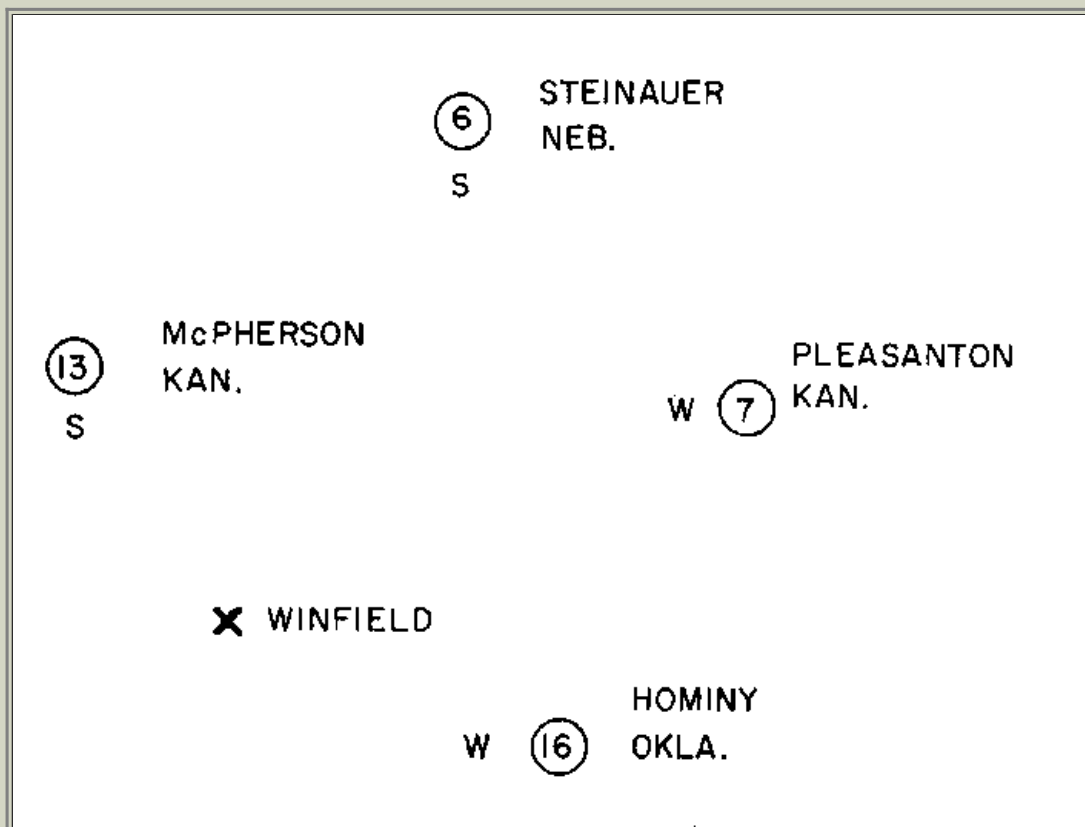 STEINAUER
6
NEB.
S
McPHERSON
13
KAN.
S
PLEASANTON
W 7 KAN.
X WINFIELD
HOMINY
W 16 OKLA.